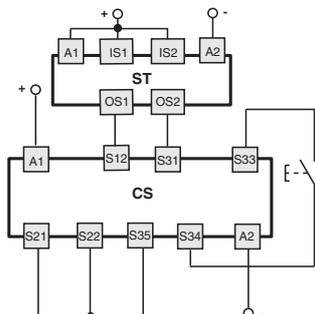 + -
A1 IS1 IS2 A2
ST
OS1 OS2
+
A1 S12 S31 S33
CS
S21 S22 S35 S34 A2